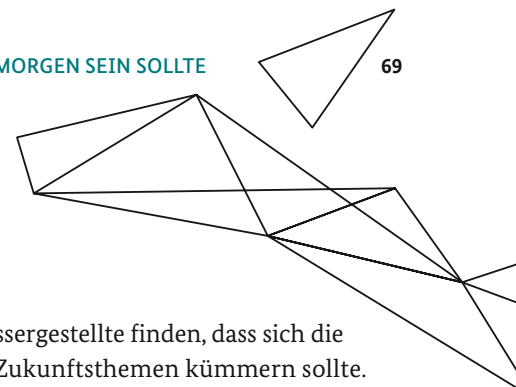 MORGEN SEIN SOLLTE 69
ssergestellte finden, dass sich die
Zukunftsthemen kümmern sollte.